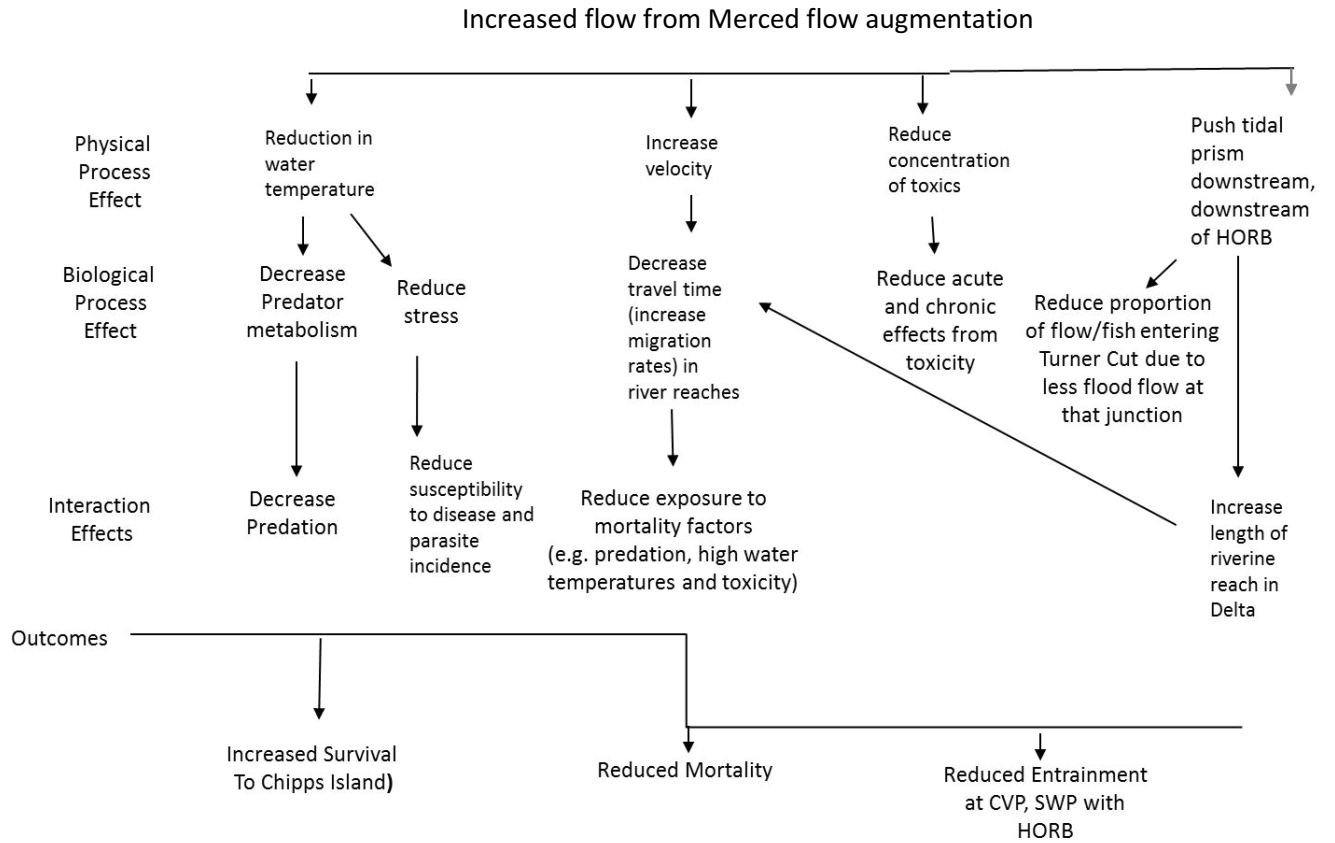 Increased flow from Merced flow augmentation
Physical
Process
Effect
Reduction in
water
temperature
Increase
velocity
Reduce
concentration
of toxics
Push tidal
prism
downstream,
downstream
of HORB
Biological
Process
Effect
Decrease
Predator
metabolism
Reduce
stress
Decrease
travel time
(increase
migration
rates) in
river reaches
Reduce acute
and chronic
effects from
toxicity
Reduce proportion
of flow/fish entering
Turner Cut due to
less flood flow at
that junction
Interaction
Effects
Decrease
Predation
Reduce
susceptibility
to disease and
parasite
incidence
Reduce exposure to
mortality factors
(e.g. predation, high water
temperatures and toxicity)
Increase
length of
riverine
reach in
Delta
Outcomes
Increased Survival
To Chipps Island)
Reduced Mortality
Reduced Entrainment
at CVP, SWP with
HORB